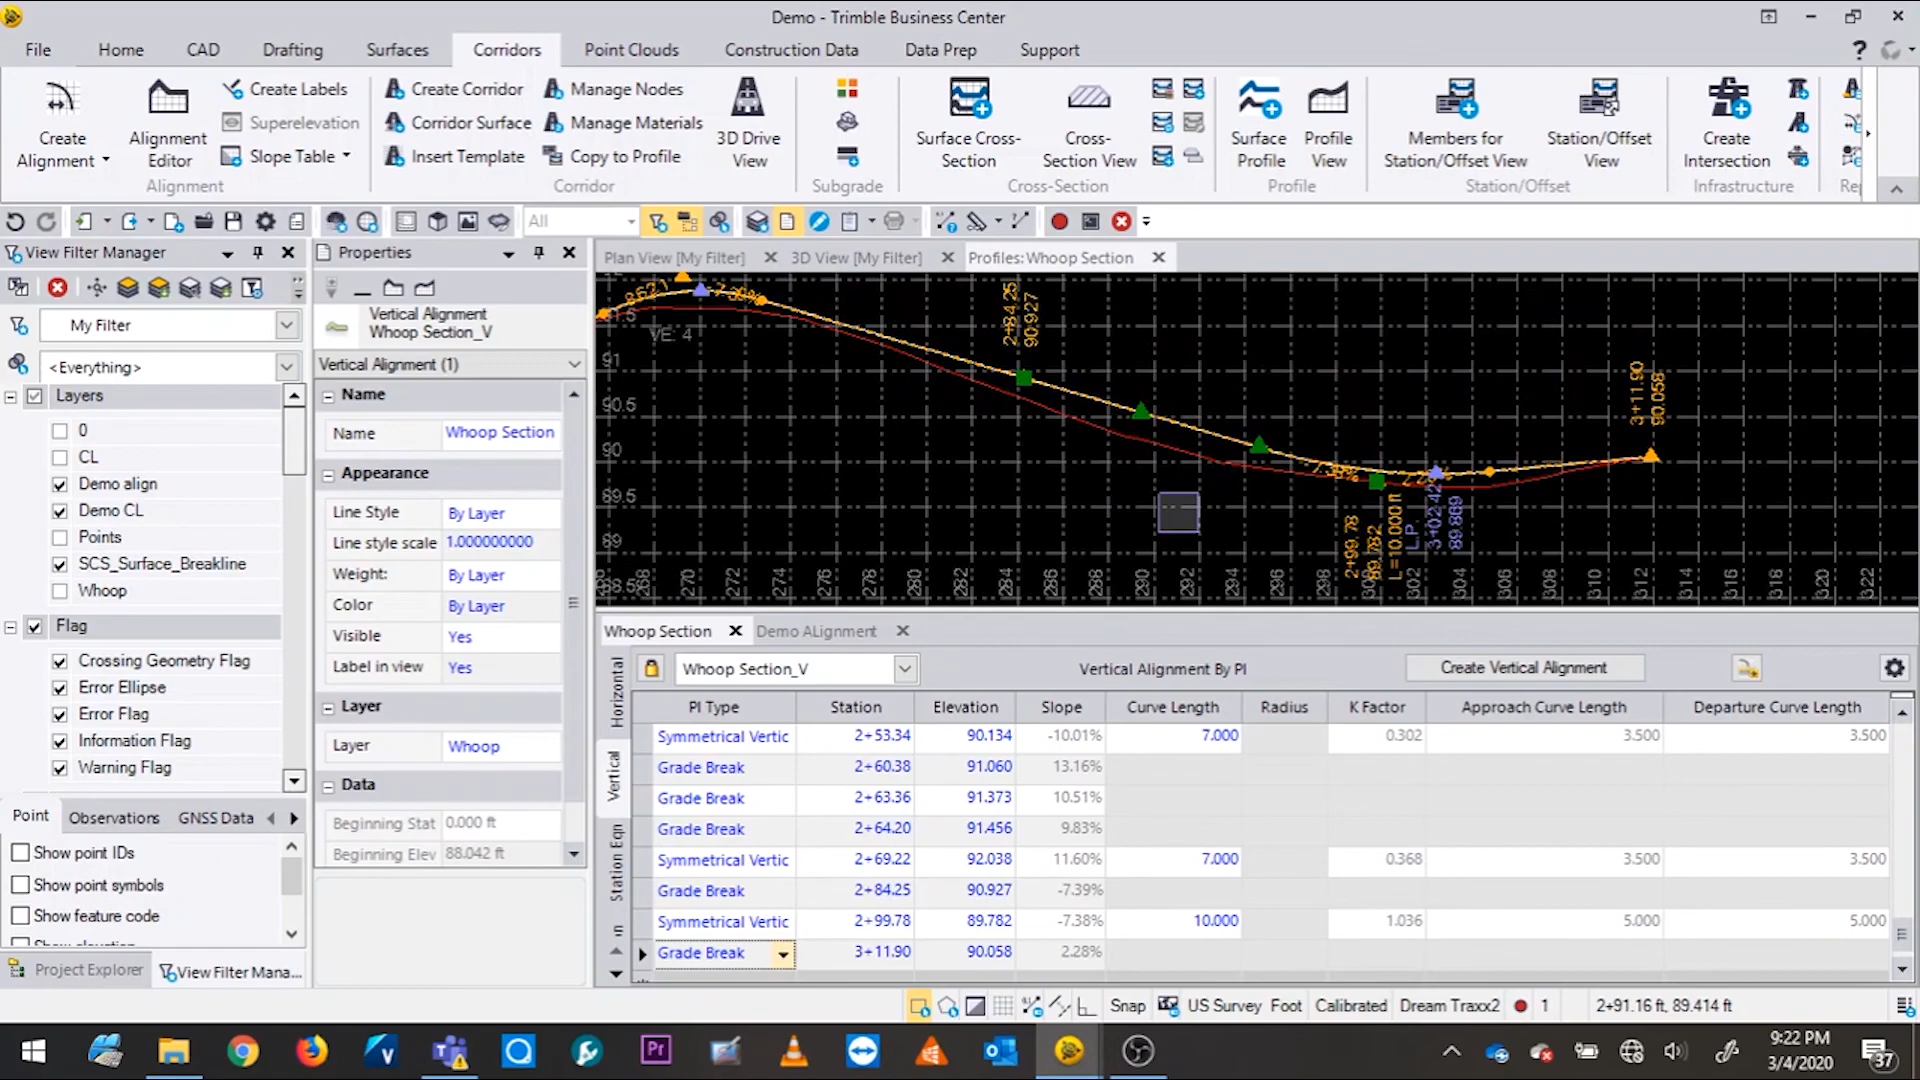 Demo - Trimble Business Center
File Home CAD Drafting Surfaces Corridors Point Clouds Construction Data Data Prep Support
Create Alignment
Alignment Editor
Create Labels
Superelevation
Slope Table
Alignment
Create Corridor
Corridor Surface
Insert Template
Manage Nodes
Manage Materials
Copy to Profile
3D Drive View
Corridor
Subgrade
Surface Cross-Section
Cross-Section View
Cross-Section
Surface Profile
Profile View
Profile
Members for Station/Offset View
Station/Offset View
Station/Offset
Create Intersection
Infrastructure
Re
All
View Filter Manager
My Filter
<Everything>
Layers
0
CL
Demo align
Demo CL
Points
SCS_Surface_Breakline
Whoop
Flag
Crossing Geometry Flag
Error Ellipse
Error Flag
Information Flag
Warning Flag
Point Observations GNSS Data
Show point IDs
Show point symbols
Show feature code
Project Explorer View Filter Mana...
Properties
Vertical Alignment
Whoop Section_V
Vertical Alignment (1)
Name
Name Whoop Section
Appearance
Line Style By Layer
Line style scale 1.000000000
Weight: By Layer
Color By Layer
Visible Yes
Label in view Yes
Layer
Layer Whoop
Data
Beginning Stat 0.000 ft
Beginning Elev 88.042 ft
Plan View [My Filter] 3D View [My Filter] Profiles: Whoop Section
VE: 4
91
90.5
90
89.5
89
88.5
2+84.25
90.927
3+11.90
90.058
2+99.78
89.782
L=10.000 ft
L.P.
3+02.42
89.869
268 270 272 274 276 278 280 282 284 286 288 290 292 294 296 298 300 302 304 306 308 310 312 314 316 318 320 322
Whoop Section Demo ALignment
Horizontal
Vertical
Station Eqn
Whoop Section_V Vertical Alignment By PI Create Vertical Alignment
PI Type Station Elevation Slope Curve Length Radius K Factor Approach Curve Length Departure Curve Length
Symmetrical Vertic 2+53.34 90.134 -10.01% 7.000 0.302 3.500 3.500
Grade Break 2+60.38 91.060 13.16%
Grade Break 2+63.36 91.373 10.51%
Grade Break 2+64.20 91.456 9.83%
Symmetrical Vertic 2+69.22 92.038 11.60% 7.000 0.368 3.500 3.500
Grade Break 2+84.25 90.927 -7.39%
Symmetrical Vertic 2+99.78 89.782 -7.38% 10.000 1.036 5.000 5.000
Grade Break 3+11.90 90.058 2.28%
Snap US Survey Foot Calibrated Dream Traxx2 1 2+91.16 ft, 89.414 ft
Pr
9:22 PM
3/4/2020
37